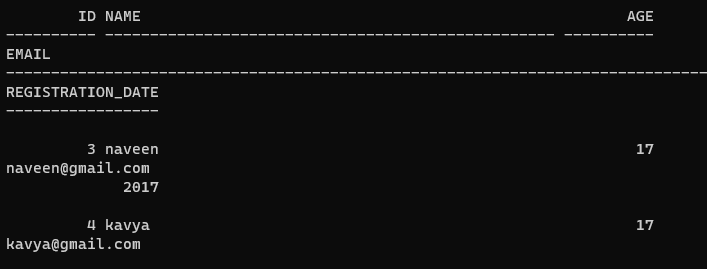 ID NAME AGE
---------- -------------------------------------------------- ----------
EMAIL
--------------------------------------------------------------------------------
REGISTRATION_DATE
-----------------
3 naveen 17
naveen@gmail.com
2017
4 kavya 17
kavya@gmail.com